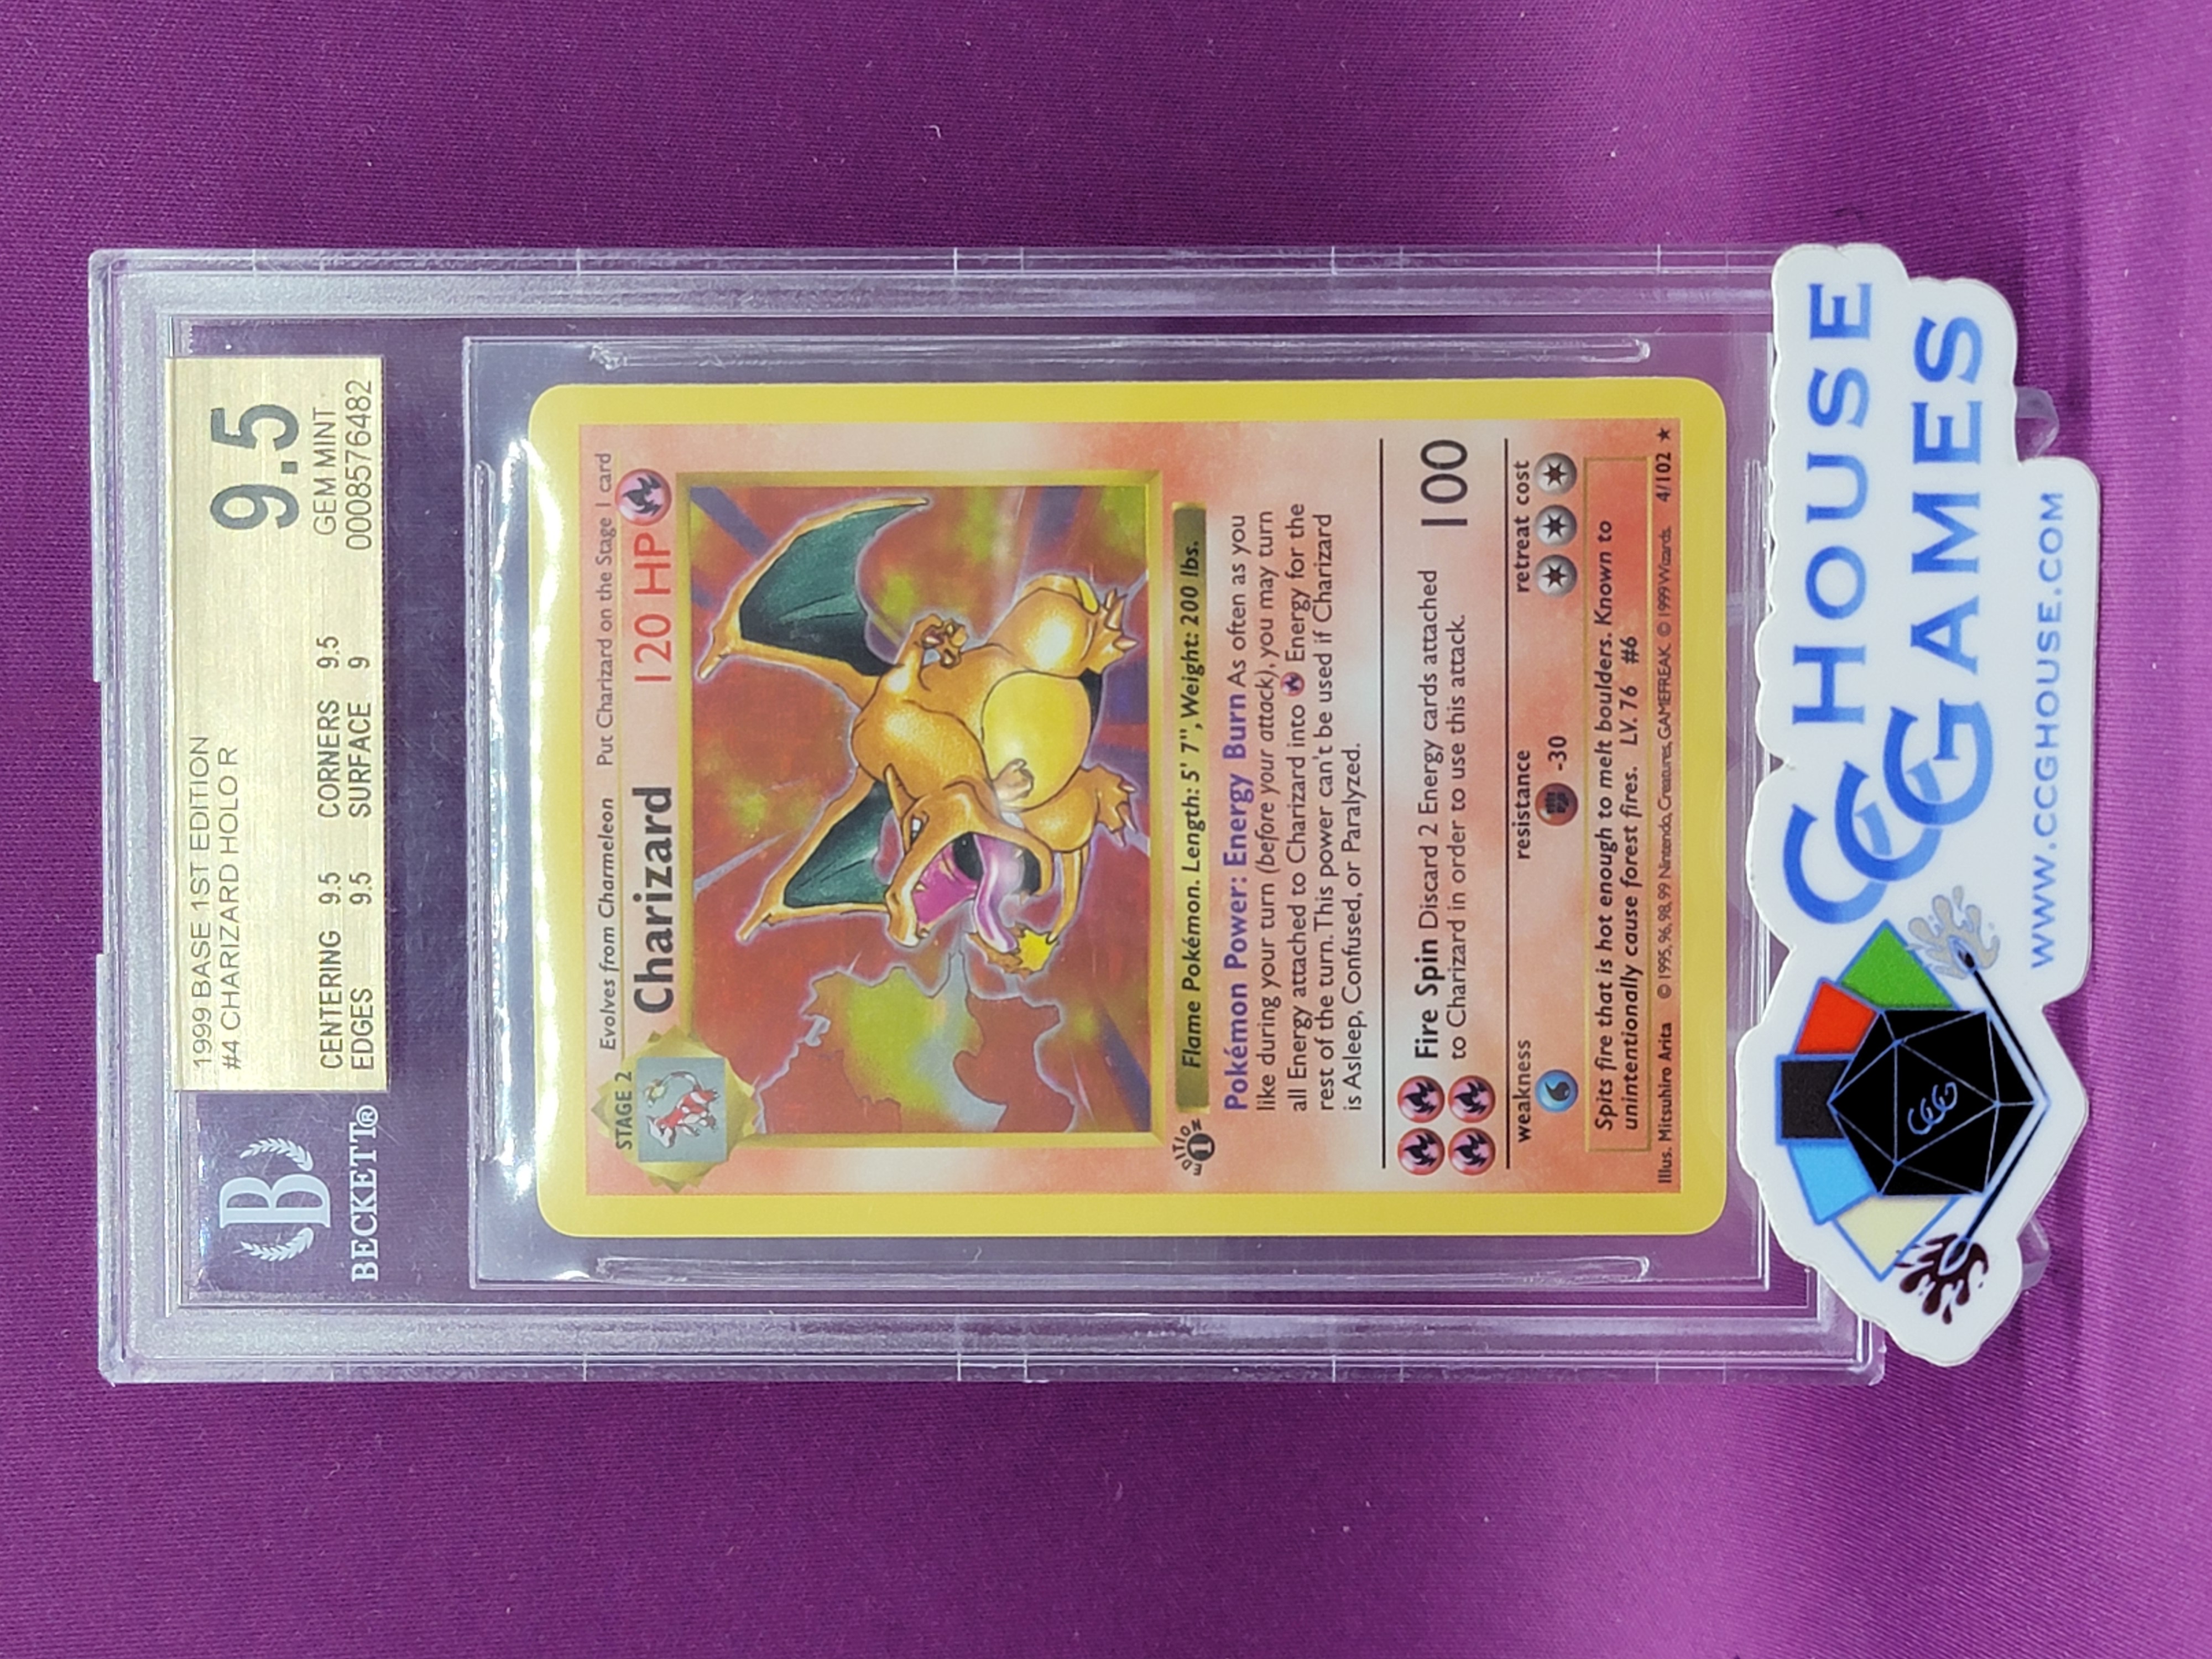 1999 BASE 1ST EDITION
#4 CHARIZARD HOLO R
9.5
GEM MINT
CENTERING 9.5 CORNERS 9.5
EDGES 9.5 SURFACE 9
0008576482
B
BECKETT®
STAGE 2
Evolves from Charmeleon Put Charizard on the Stage 1 card
Charizard 120 HP
Flame Pokémon. Length: 5' 7", Weight: 200 lbs.
EDITION
1
Pokémon Power: Energy Burn As often as you
like during your turn (before your attack), you may turn
all Energy attached to Charizard into Energy for the
rest of the turn. This power can't be used if Charizard
is Asleep, Confused, or Paralyzed.
Fire Spin Discard 2 Energy cards attached
to Charizard in order to use this attack.
100
weakness resistance retreat cost
-30
Spits fire that is hot enough to melt boulders. Known to
unintentionally cause forest fires. LV. 76 #6
Illus. Mitsuhiro Arita ©1995, 96, 98, 99 Nintendo, Creatures, GAMEFREAK. ©1999 Wizards. 4/102 ★
CCG
HOUSE
GAMES
CCG
WWW.CCGHOUSE.COM